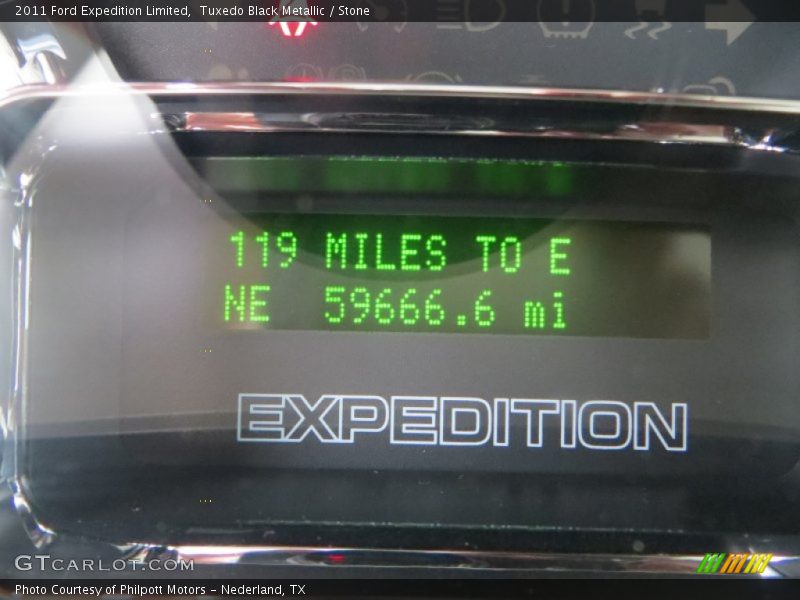 2011 Ford Expedition Limited, Tuxedo Black Metallic / Stone
119 MILES TO E
NE 59666.6 mi
EXPEDITION
GTCARLOT.COM
Photo Courtesy of Philpott Motors - Nederland, TX